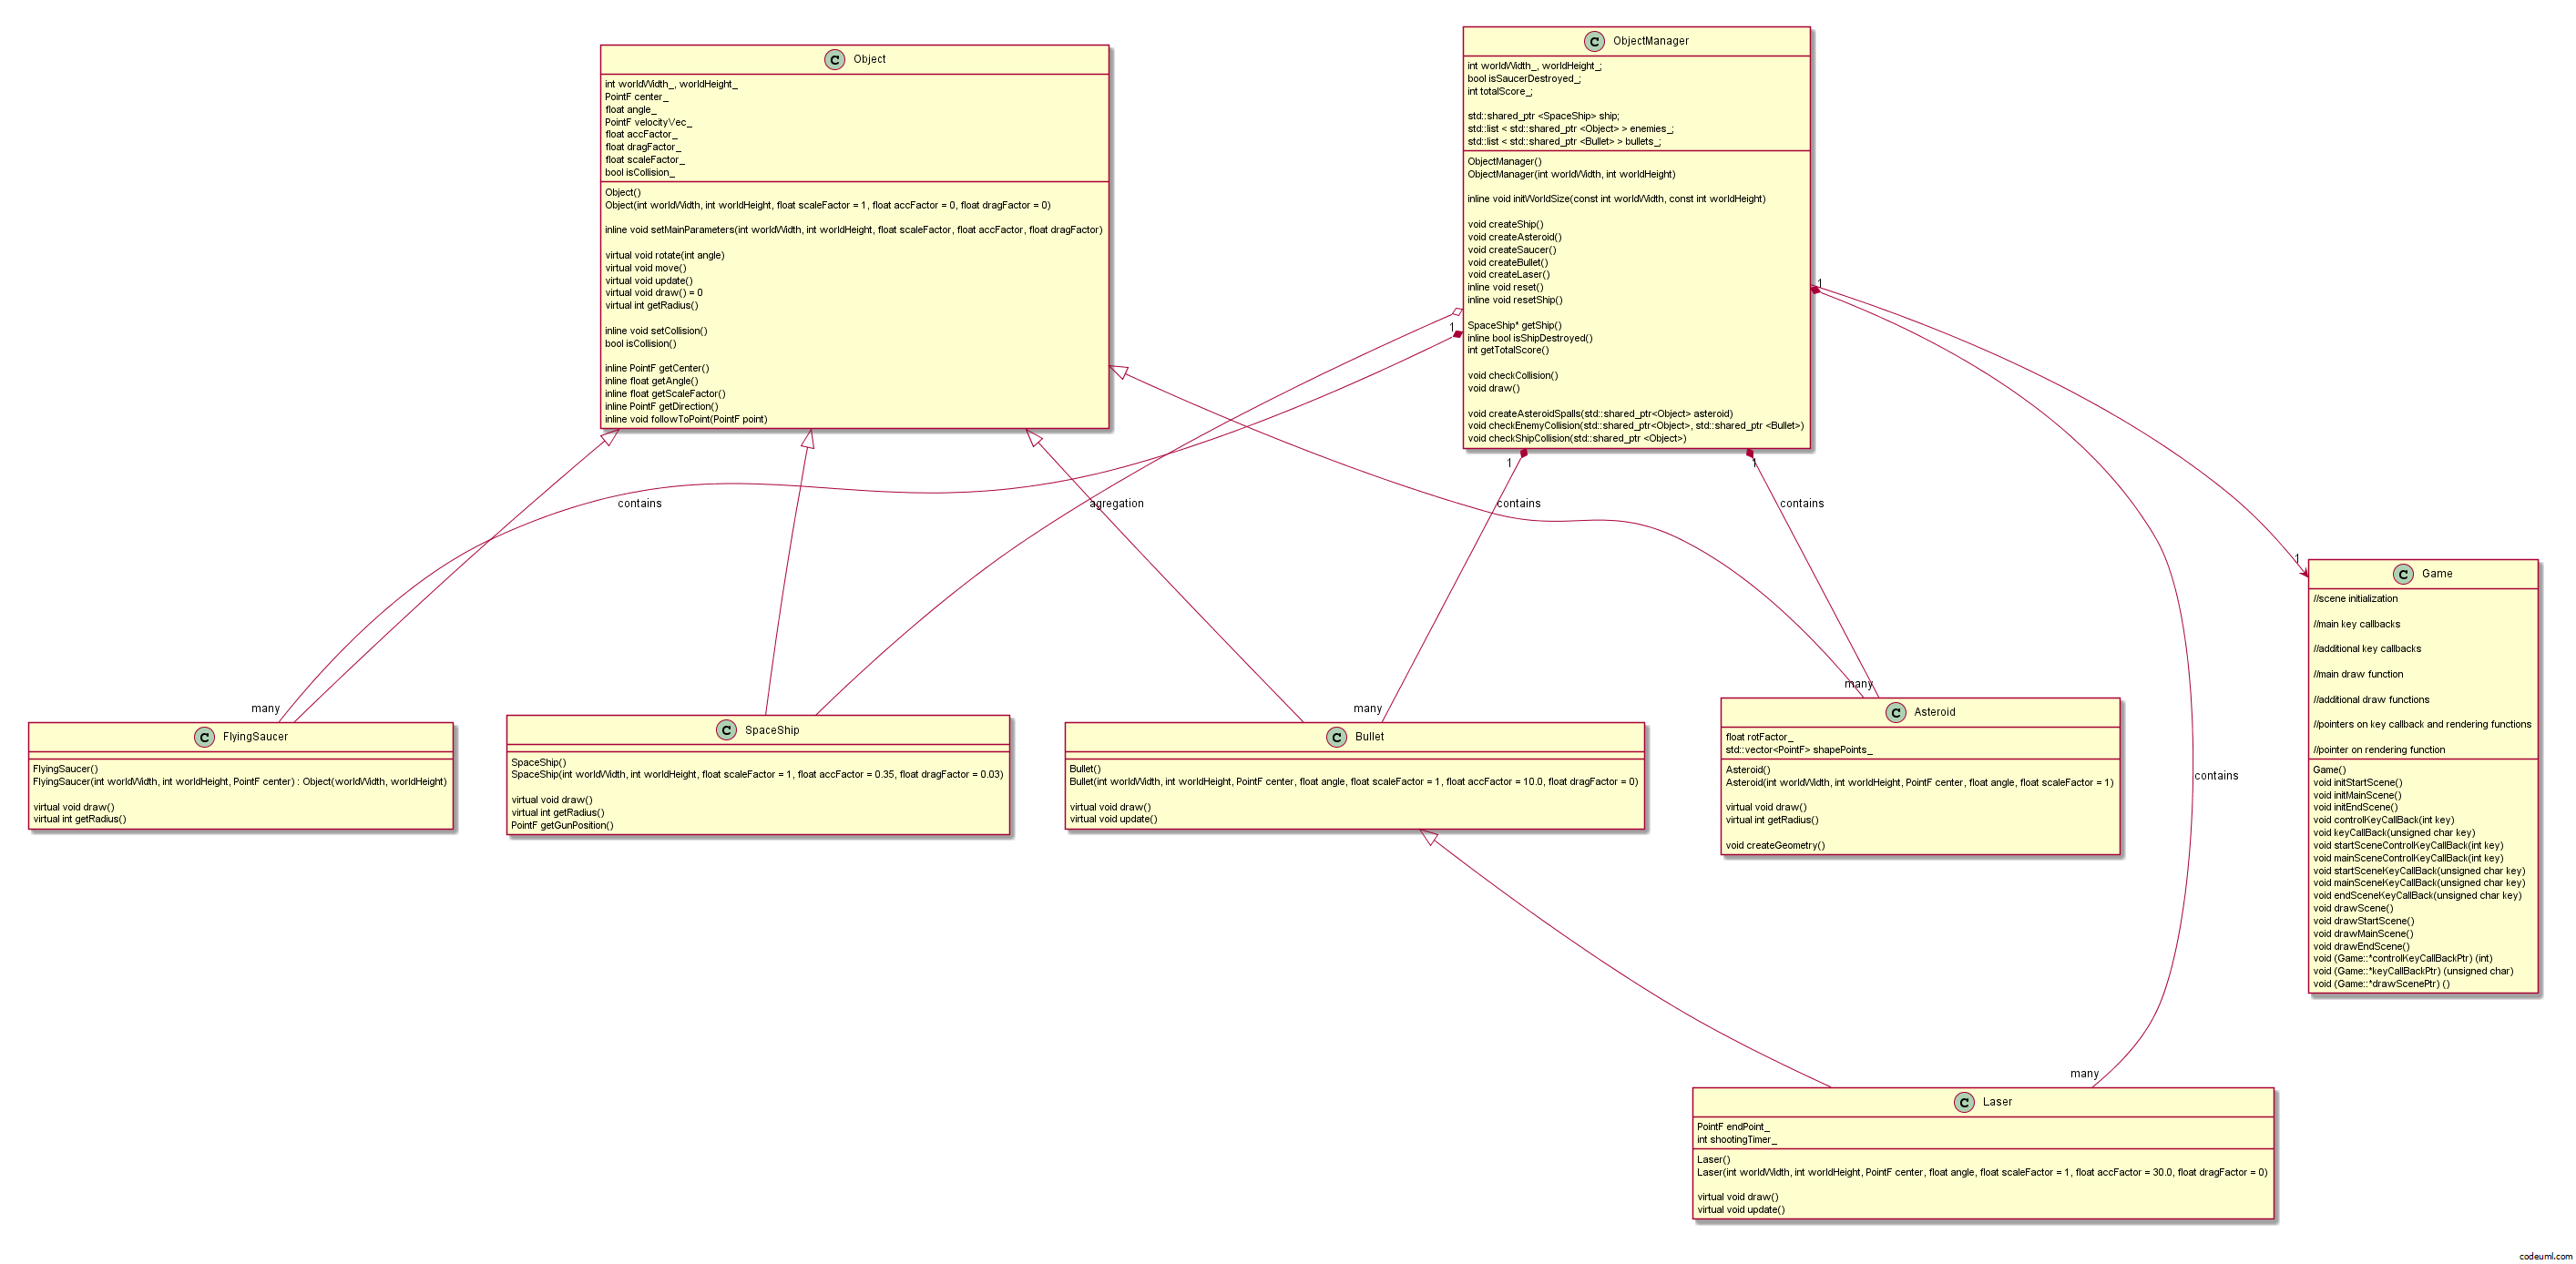 C Object
int worldWidth_, worldHeight_
PointF center_
float angle_
PointF velocityVec_
float accFactor_
float dragFactor_
float scaleFactor_
bool isCollision_
Object()
Object(int worldWidth, int worldHeight, float scaleFactor = 1, float accFactor = 0, float dragFactor = 0)
inline void setMainParameters(int worldWidth, int worldHeight, float scaleFactor, float accFactor, float dragFactor)
virtual void rotate(int angle)
virtual void move()
virtual void update()
virtual void draw() = 0
virtual int getRadius()
inline void setCollision()
bool isCollision()
inline PointF getCenter()
inline float getAngle()
inline float getScaleFactor()
inline PointF getDirection()
inline void followToPoint(PointF point)
C ObjectManager
int worldWidth_, worldHeight_;
bool isSaucerDestroyed_;
int totalScore_;
std::shared_ptr <SpaceShip> ship;
std::list < std::shared_ptr <Object> > enemies_;
std::list < std::shared_ptr <Bullet> > bullets_;
ObjectManager()
ObjectManager(int worldWidth, int worldHeight)
inline void initWorldSize(const int worldWidth, const int worldHeight)
void createShip()
void createAsteroid()
void createSaucer()
void createBullet()
void createLaser()
inline void reset()
inline void resetShip()
SpaceShip* getShip()
inline bool isShipDestroyed()
int getTotalScore()
void checkCollision()
void draw()
void createAsteroidSpalls(std::shared_ptr<Object> asteroid)
void checkEnemyCollision(std::shared_ptr<Object>, std::shared_ptr <Bullet>)
void checkShipCollision(std::shared_ptr <Object>)
1
1
1
1
contains
agregation
contains
contains
1
many
many
many
contains
many
C Game
//scene initialization
//main key callbacks
//additional key callbacks
//main draw function
//additional draw functions
//pointers on key callback and rendering functions
//pointer on rendering function
Game()
void initStartScene()
void initMainScene()
void initEndScene()
void controlKeyCallBack(int key)
void keyCallBack(unsigned char key)
void startSceneControlKeyCallBack(int key)
void mainSceneControlKeyCallBack(int key)
void startSceneKeyCallBack(unsigned char key)
void mainSceneKeyCallBack(unsigned char key)
void endSceneKeyCallBack(unsigned char key)
void drawScene()
void drawStartScene()
void drawMainScene()
void drawEndScene()
void (Game::*controlKeyCallBackPtr) (int)
void (Game::*keyCallBackPtr) (unsigned char)
void (Game::*drawScenePtr) ()
C FlyingSaucer
FlyingSaucer()
FlyingSaucer(int worldWidth, int worldHeight, PointF center) : Object(worldWidth, worldHeight)
virtual void draw()
virtual int getRadius()
C SpaceShip
SpaceShip()
SpaceShip(int worldWidth, int worldHeight, float scaleFactor = 1, float accFactor = 0.35, float dragFactor = 0.03)
virtual void draw()
virtual int getRadius()
PointF getGunPosition()
C Bullet
Bullet()
Bullet(int worldWidth, int worldHeight, PointF center, float angle, float scaleFactor = 1, float accFactor = 10.0, float dragFactor = 0)
virtual void draw()
virtual void update()
C Asteroid
float rotFactor_
std::vector<PointF> shapePoints_
Asteroid()
Asteroid(int worldWidth, int worldHeight, PointF center, float angle, float scaleFactor = 1)
virtual void draw()
virtual int getRadius()
void createGeometry()
C Laser
PointF endPoint_
int shootingTimer_
Laser()
Laser(int worldWidth, int worldHeight, PointF center, float angle, float scaleFactor = 1, float accFactor = 30.0, float dragFactor = 0)
virtual void draw()
virtual void update()
codeuml.com